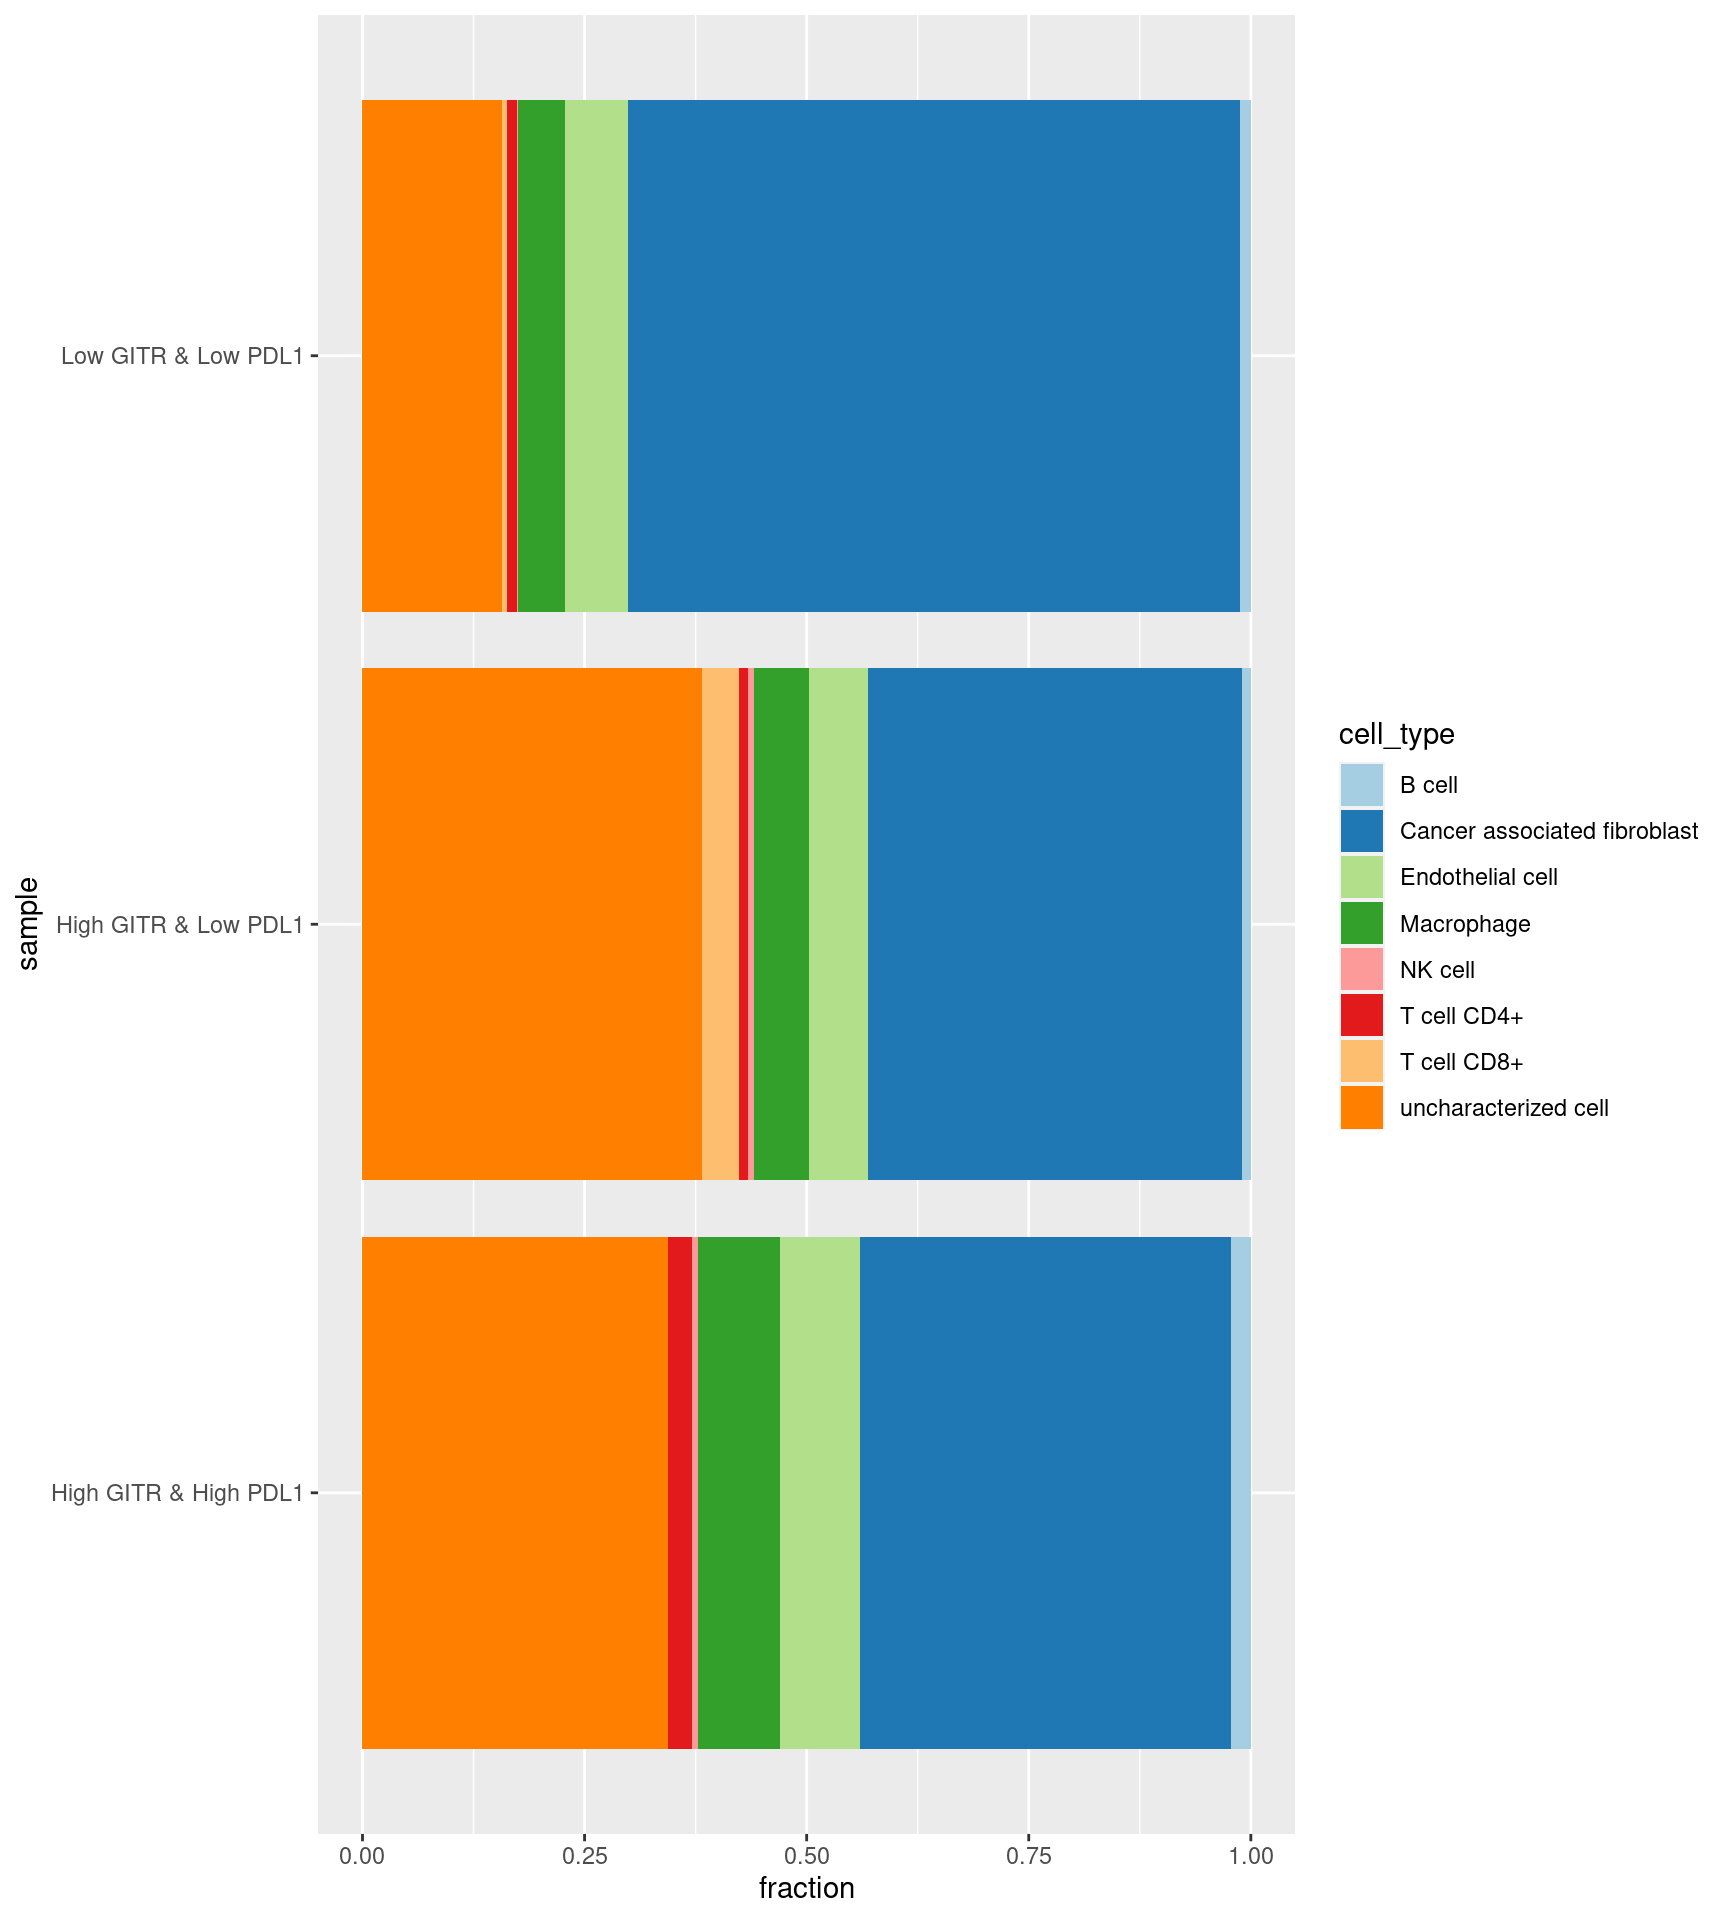 Low GITR & Low PDL1
High GITR & Low PDL1
High GITR & High PDL1
sample
0.00
0.25
0.50
0.75
1.00
fraction
cell_type
B cell
Cancer associated fibroblast
Endothelial cell
Macrophage
NK cell
T cell CD4+
T cell CD8+
uncharacterized cell